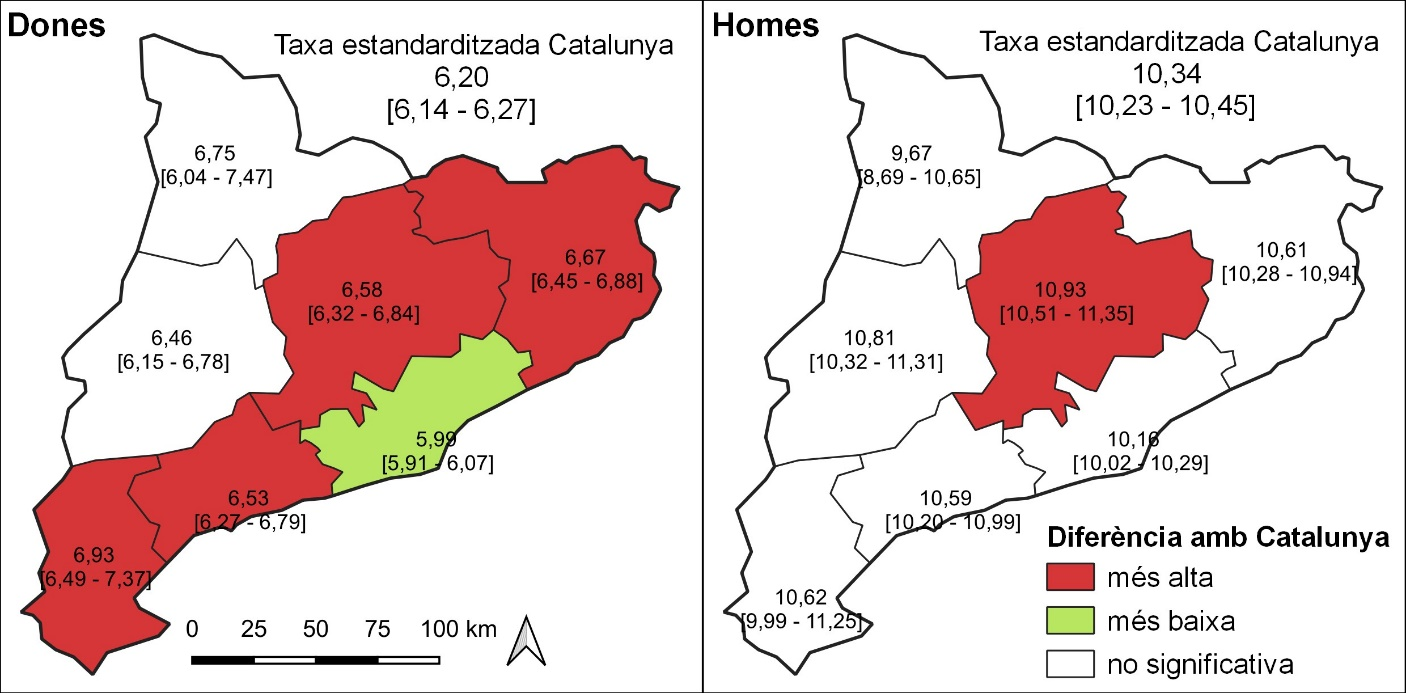 Dones
Taxa estandarditzada Catalunya
6,20
[6,14 - 6,27]
6,75
[6,04 - 7,47]
6,67
[6,45 - 6,88]
6,58
[6,32 - 6,84]
6,46
[6,15 - 6,78]
5,99
[5,91 - 6,07]
6,53
[6,27 - 6,79]
6,93
[6,49 - 7,37]
0 25 50 75 100 km
Homes
Taxa estandarditzada Catalunya
10,34
[10,23 - 10,45]
9,67
[8,69 - 10,65]
10,61
[10,28 - 10,94]
10,93
[10,51 - 11,35]
10,81
[10,32 - 11,31]
10,16
[10,02 - 10,29]
10,59
[10,20 - 10,99]
10,62
[9,99 - 11,25]
Diferència amb Catalunya
més alta
més baixa
no significativa